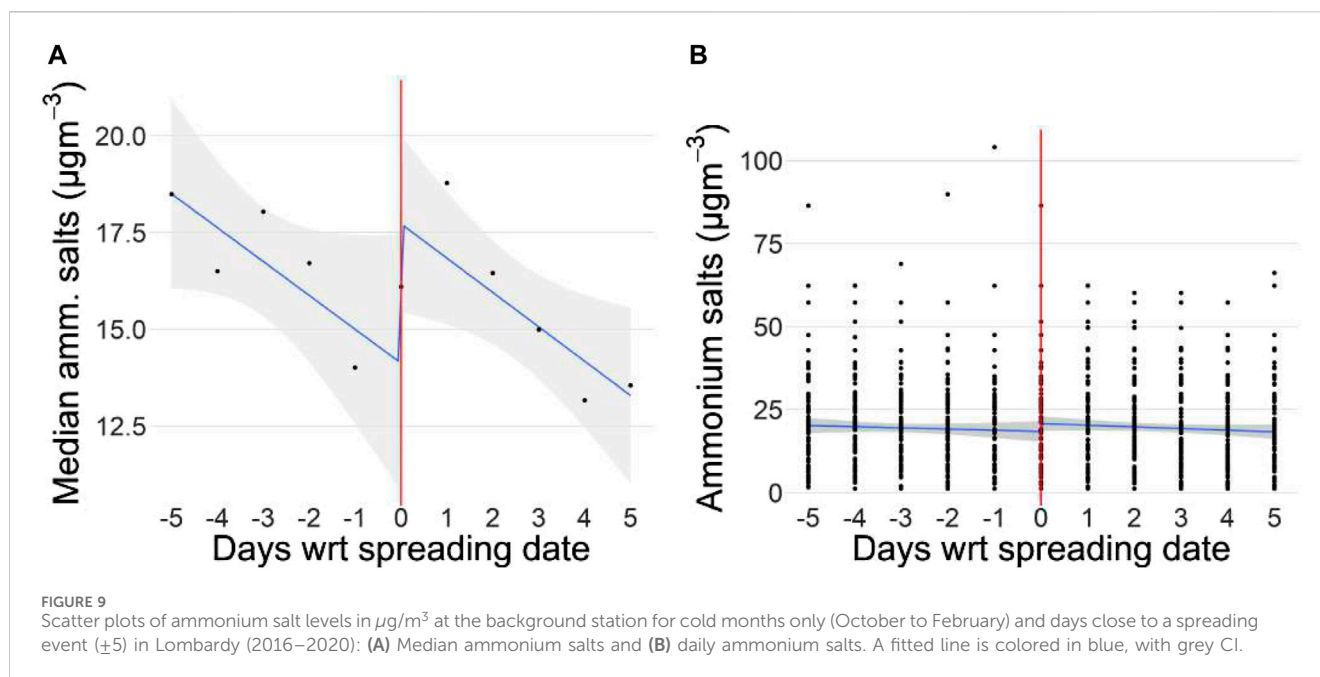 A
Median amm. salts (µgm⁻³)
20.0
17.5
15.0
12.5
-5 -4 -3 -2 -1 0 1 2 3 4 5
Days wrt spreading date
B
Ammonium salts (µgm⁻³)
100
75
50
25
0
-5 -4 -3 -2 -1 0 1 2 3 4 5
Days wrt spreading date
FIGURE 9
Scatter plots of ammonium salt levels in µg/m³ at the background station for cold months only (October to February) and days close to a spreading
event (±5) in Lombardy (2016–2020): (A) Median ammonium salts and (B) daily ammonium salts. A fitted line is colored in blue, with grey CI.